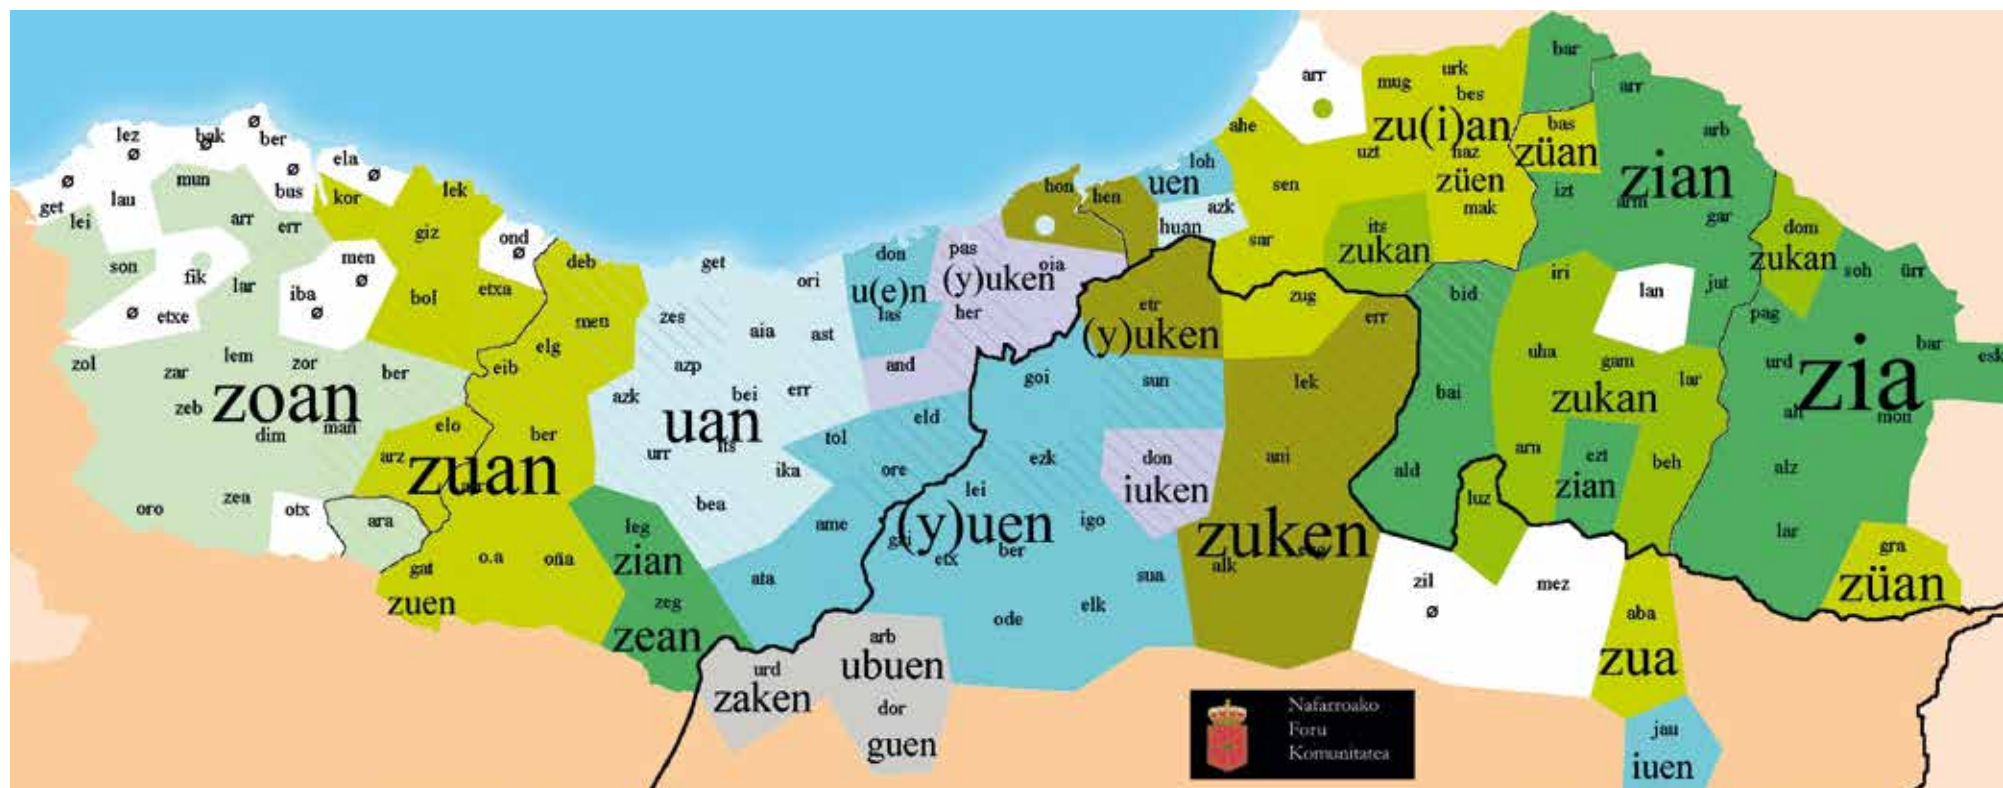 bar
arr
mug
urk
bes
arr
lez
Ø
bak
Ø
Ø
ber
ahe
zu(i)an
bas
arb
ela
Ø
uzt
haz
züan
Ø
mun
Ø
loh
uen
sen
züen
izt
zian
get
lau
bus
kor
lek
hon
hen
azk
mak
arm
gar
lei
arr
err
giz
huan
sar
its
zukan
dom
zukan
ond
Ø
don
pas
(y)uken
oia
son
fik
men
Ø
deb
get
ori
iri
lan
jut
soh
ürr
lar
iba
Ø
bol
etxa
u(e)n
las
her
etr
(y)uken
zug
err
bid
pag
Ø
etxe
men
zes
aia
ast
zol
zar
lem
zor
ber
eib
elg
azp
and
goi
sun
lek
uha
gam
lar
urd
zia
bar
esk
zeb
zoan
dim
man
azk
bei
err
uan
eld
bai
zukan
alt
mon
elo
ber
urr
its
tol
arz
zuan
ika
ore
ezk
don
iuken
ani
ald
arn
ezt
zian
beh
alz
oro
zea
otx
ara
bea
lei
luz
leg
zian
ame
(y)uen
igo
zuken
lar
gat
zuen
o.a
oña
etx
ber
alk
gra
züan
zeg
zean
ata
sua
zil
Ø
mez
ode
elk
aba
zua
urd
zaken
arb
ubuen
dor
guen
jau
iuen
Nafarroako
Foru
Komunitatea